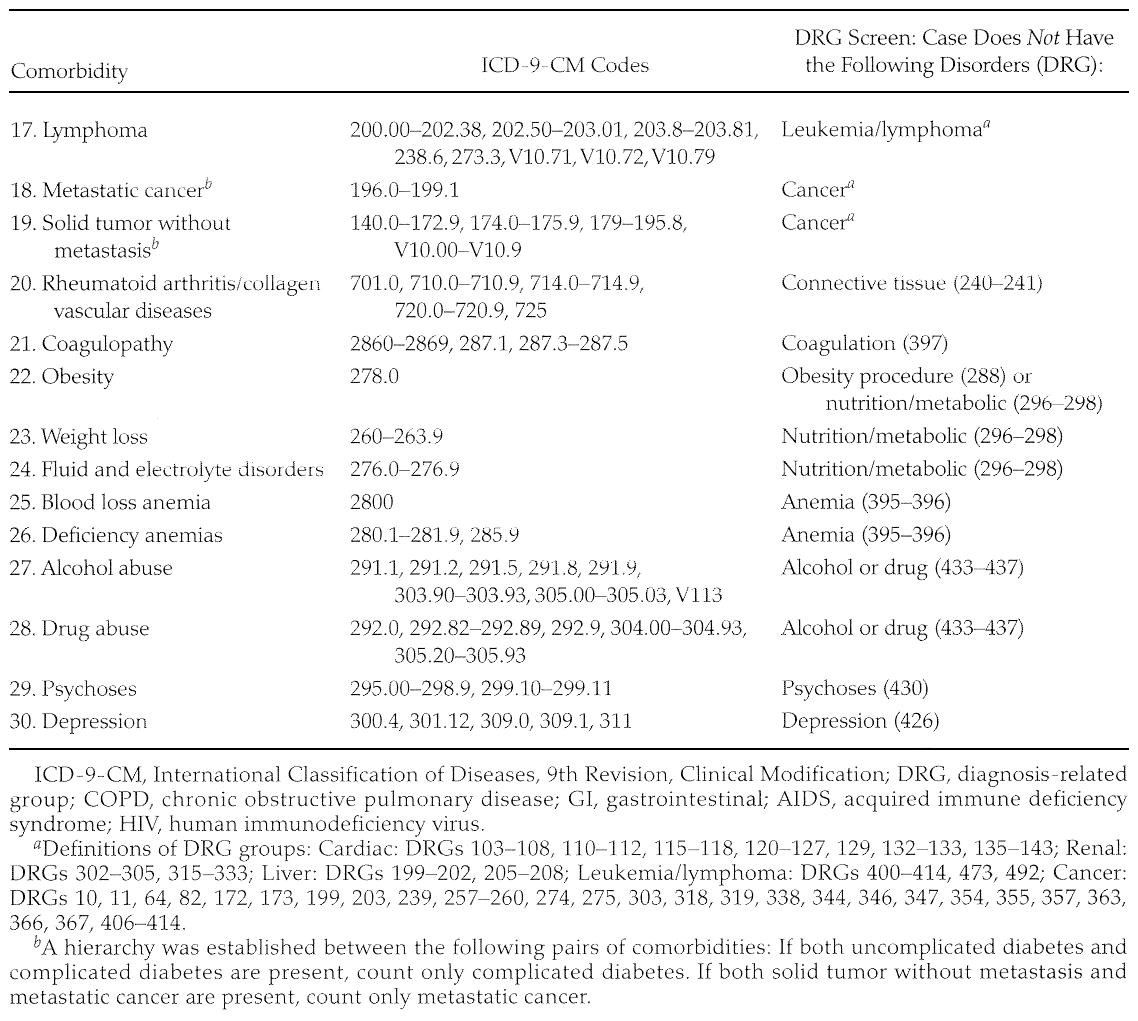 Comorbidity ICD-9-CM Codes DRG Screen: Case Does Not Have
the Following Disorders (DRG):
17. Lymphoma 200.00–202.38, 202.50–203.01, 203.8–203.81, Leukemia/lymphomaᵃ
238.6, 273.3, V10.71, V10.72, V10.79
18. Metastatic cancerᵇ 196.0–199.1 Cancerᵃ
19. Solid tumor without 140.0–172.9, 174.0–175.9, 179–195.8, Cancerᵃ
metastasisᵇ V10.00–V10.9
20. Rheumatoid arthritis/collagen 701.0, 710.0–710.9, 714.0–714.9, Connective tissue (240–241)
vascular diseases 720.0–720.9, 725
21. Coagulopathy 2860–2869, 287.1, 287.3–287.5 Coagulation (397)
22. Obesity 278.0 Obesity procedure (288) or
nutrition/metabolic (296–298)
23. Weight loss 260–263.9 Nutrition/metabolic (296–298)
24. Fluid and electrolyte disorders 276.0–276.9 Nutrition/metabolic (296–298)
25. Blood loss anemia 2800 Anemia (395–396)
26. Deficiency anemias 280.1–281.9, 285.9 Anemia (395–396)
27. Alcohol abuse 291.1, 291.2, 291.5, 291.8, 291.9, Alcohol or drug (433–437)
303.90–303.93, 305.00–305.03, V113
28. Drug abuse 292.0, 292.82–292.89, 292.9, 304.00–304.93, Alcohol or drug (433–437)
305.20–305.93
29. Psychoses 295.00–298.9, 299.10–299.11 Psychoses (430)
30. Depression 300.4, 301.12, 309.0, 309.1, 311 Depression (426)
ICD-9-CM, International Classification of Diseases, 9th Revision, Clinical Modification; DRG, diagnosis-related
group; COPD, chronic obstructive pulmonary disease; GI, gastrointestinal; AIDS, acquired immune deficiency
syndrome; HIV, human immunodeficiency virus.
ᵃDefinitions of DRG groups: Cardiac: DRGs 103–108, 110–112, 115–118, 120–127, 129, 132–133, 135–143; Renal:
DRGs 302–305, 315–333; Liver: DRGs 199–202, 205–208; Leukemia/lymphoma: DRGs 400–414, 473, 492; Cancer:
DRGs 10, 11, 64, 82, 172, 173, 199, 203, 239, 257–260, 274, 275, 303, 318, 319, 338, 344, 346, 347, 354, 355, 357, 363,
366, 367, 406–414.
ᵇA hierarchy was established between the following pairs of comorbidities: If both uncomplicated diabetes and
complicated diabetes are present, count only complicated diabetes. If both solid tumor without metastasis and
metastatic cancer are present, count only metastatic cancer.